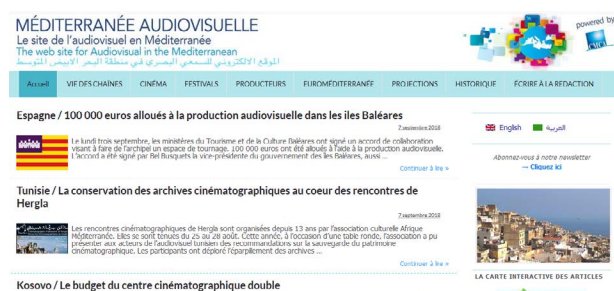 MÉDITERRANÉE AUDIOVISUELLE
powered by
Le site de l'audiovisuel en Méditerranée
The web site for Audiovisual in the Mediterranean
الموقع الالكتروني للسمعي البصري في منطقة البحر الابيض المتوسط
Accueil VIE DES CHAÎNES CINÉMA FESTIVALS PRODUCTEURS EUROMÉDITERRANÉE PROJECTIONS HISTORIQUE ÉCRIRE À LA REDACTION
Espagne / 100 000 euros alloués à la production audiovisuelle dans les iles Baléares
7 septembre 2018
Le lundi trois septembre, les ministères du Tourisme et de la Culture Baléares ont signé un accord de collaboration
visant à faire de l'archipel un espace de tournage. 100 000 euros ont été alloués à l'aide à la production audiovisuelle.
L'accord a été signé par Bel Busquets la vice-présidente du gouvernement des îles Baléares, aussi ...
Continuer à lire »
English العربية
Abonnez-vous à notre newsletter
→ Cliquez ici
Tunisie / La conservation des archives cinématographiques au coeur des rencontres de
Hergla
7 septembre 2018
Les rencontres cinématographiques de Hergla sont organisées depuis 13 ans par l'association culturelle Afrique
Méditerranée. Elles se sont tenues du 25 au 28 août. Cette année, à l'occasion d'une table ronde, l'association a pu
présenter aux acteurs de l'audiovisuel tunisien des recommandations sur la sauvegarde du patrimoine
cinématographique. Les participants ont déploré l'éparpillement des archives ...
Continuer à lire »
LA CARTE INTERACTIVE DES ARTICLES
Kosovo / Le budget du centre cinématographique double